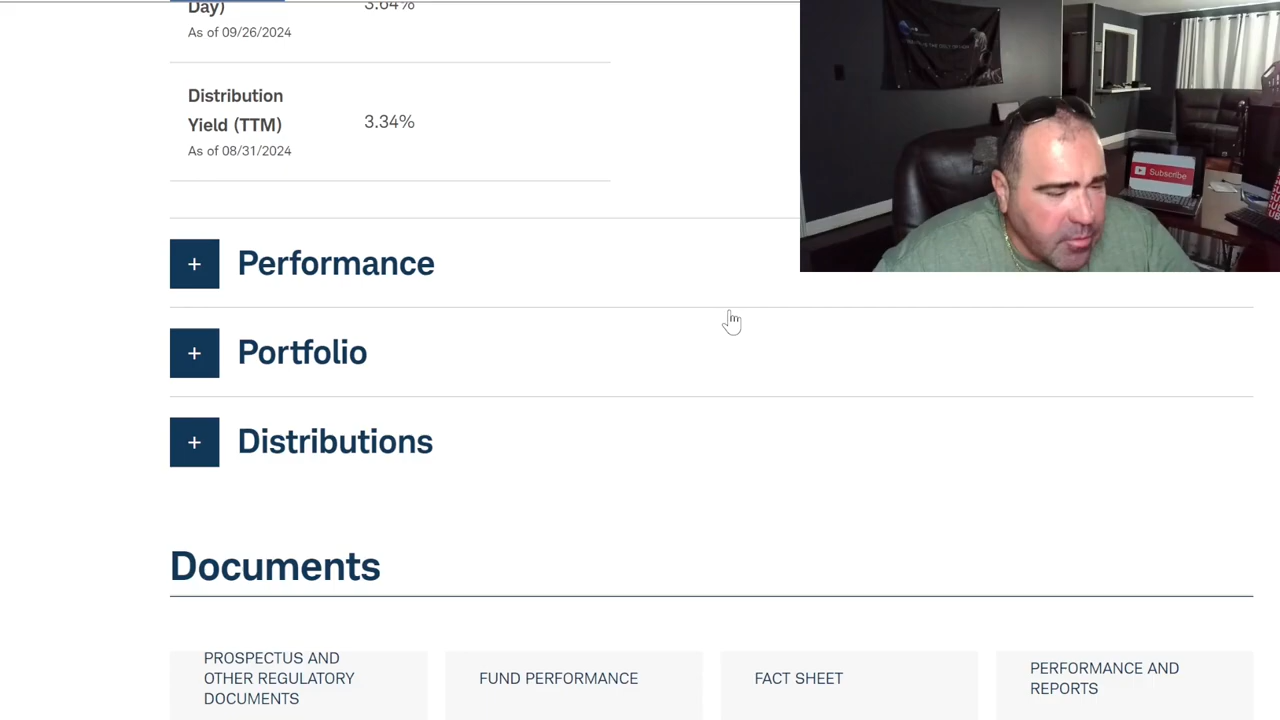 Day)
3.64%
As of 09/26/2024
Distribution
Yield (TTM)
3.34%
As of 08/31/2024
Subscribe
+ Performance
+ Portfolio
+ Distributions
Documents
PROSPECTUS AND
OTHER REGULATORY
DOCUMENTS
FUND PERFORMANCE
FACT SHEET
PERFORMANCE AND
REPORTS